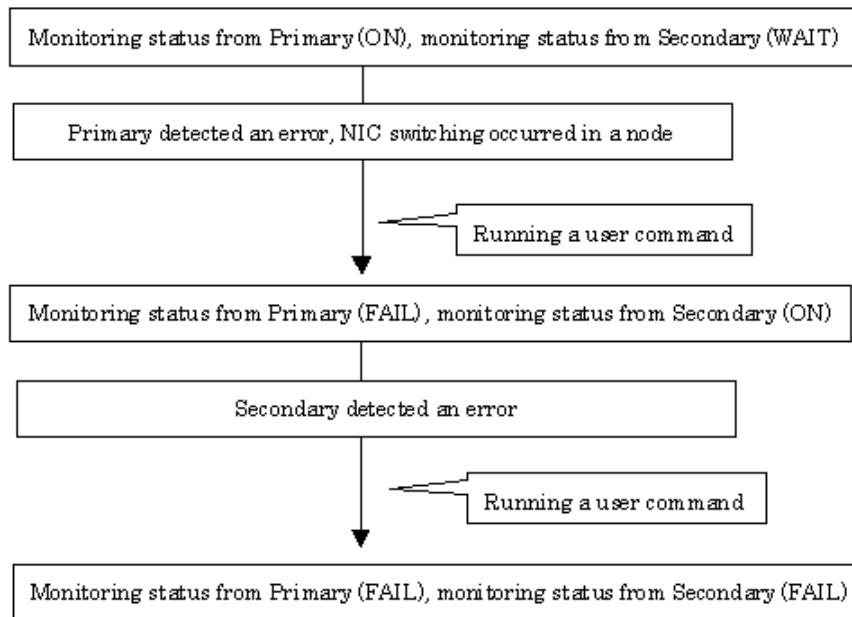 Monitoring status from Primary (ON), monitoring status from Secondary (WAIT)
Primary detected an error, NIC switching occurred in a node
Running a user command
Monitoring status from Primary (FAIL), monitoring status from Secondary (ON)
Secondary detected an error
Running a user command
Monitoring status from Primary (FAIL), monitoring status from Secondary (FAIL)